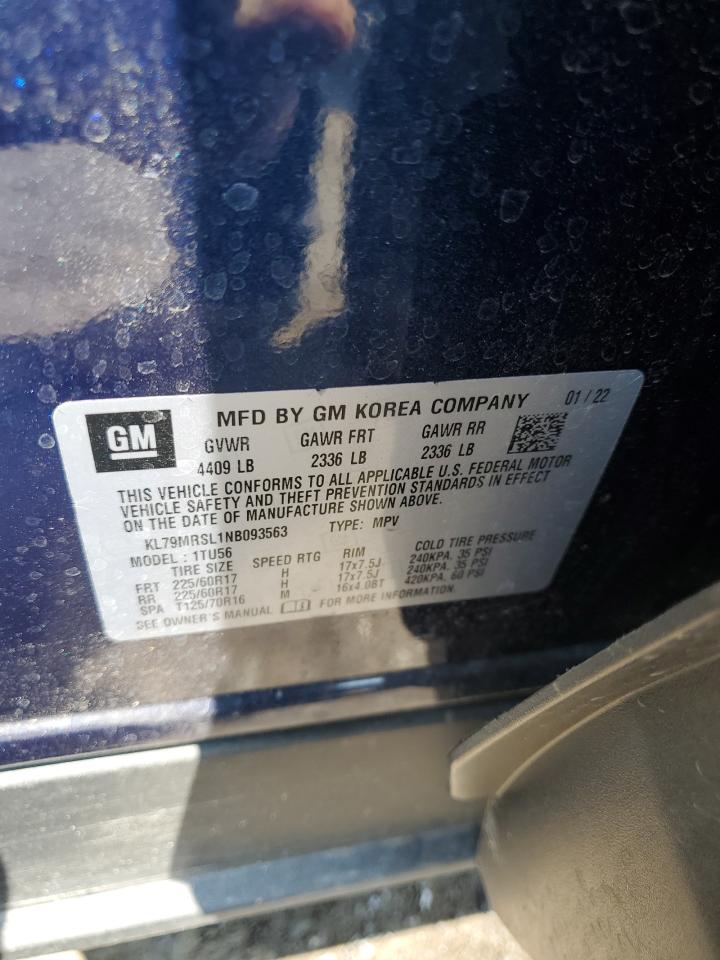 GM
MFD BY GM KOREA COMPANY 01 / 22
GVWR GAWR FRT GAWR RR
4409 LB 2336 LB 2336 LB
THIS VEHICLE CONFORMS TO ALL APPLICABLE U.S. FEDERAL MOTOR
VEHICLE SAFETY AND THEFT PREVENTION STANDARDS IN EFFECT
ON THE DATE OF MANUFACTURE SHOWN ABOVE.
KL79MRSL1NB093563 TYPE: MPV
MODEL : 1TU56
TIRE SIZE SPEED RTG RIM COLD TIRE PRESSURE
FRT 225/60R17 H 17x7.5J 240KPA, 35 PSI
RR 225/60R17 H 17x7.5J 240KPA, 35 PSI
SPA T125/70R16 M 16x4.0BT 420KPA, 60 PSI
SEE OWNER'S MANUAL FOR MORE INFORMATION.